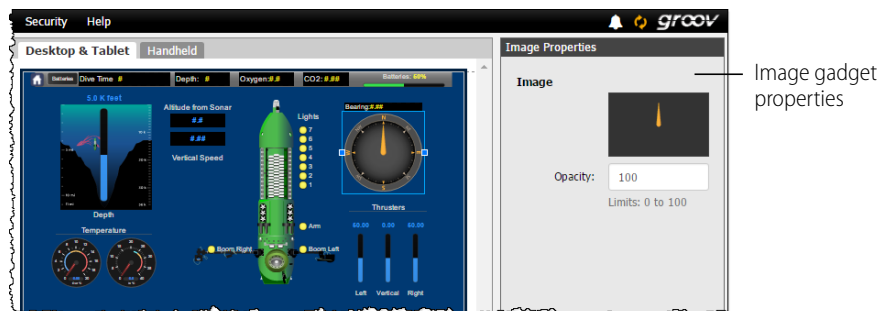 Security Help
groov
Desktop & Tablet Handheld
Image Properties
Batteries Dive Time # Depth: # Oxygen:#.# CO2: #.## Batteries: 60%
Image
Image gadget
properties
5.0 K feet
Altitude from Sonar
#.#
#.##
Vertical Speed
Lights
7
6
5
4
3
2
1
Bearing:#.##
N
S
Opacity: 100
Limits: 0 to 100
Depth
Temperature
Thrusters
60.00 0.00 60.00
Arm
Boom Right
Boom Left
Left Vertical Right